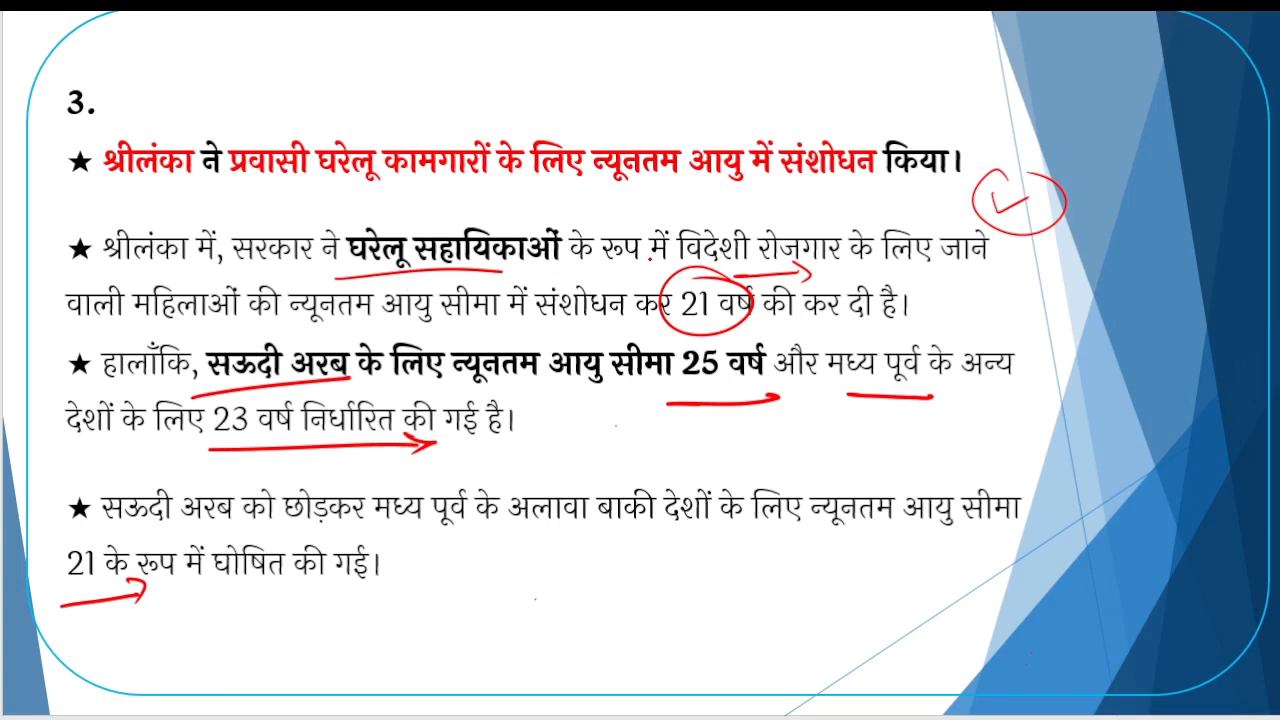 3.
★ श्रीलंका ने प्रवासी घरेलू कामगारों के लिए न्यूनतम आयु में संशोधन किया।
★ श्रीलंका में, सरकार ने घरेलू सहायिकाओं के रूप में विदेशी रोजगार के लिए जाने
वाली महिलाओं की न्यूनतम आयु सीमा में संशोधन कर 21 वर्ष की कर दी है।
★ हालाँकि, सऊदी अरब के लिए न्यूनतम आयु सीमा 25 वर्ष और मध्य पूर्व के अन्य
देशों के लिए 23 वर्ष निर्धारित की गई है।
★ सऊदी अरब को छोड़कर मध्य पूर्व के अलावा बाकी देशों के लिए न्यूनतम आयु सीमा
21 के रूप में घोषित की गई।